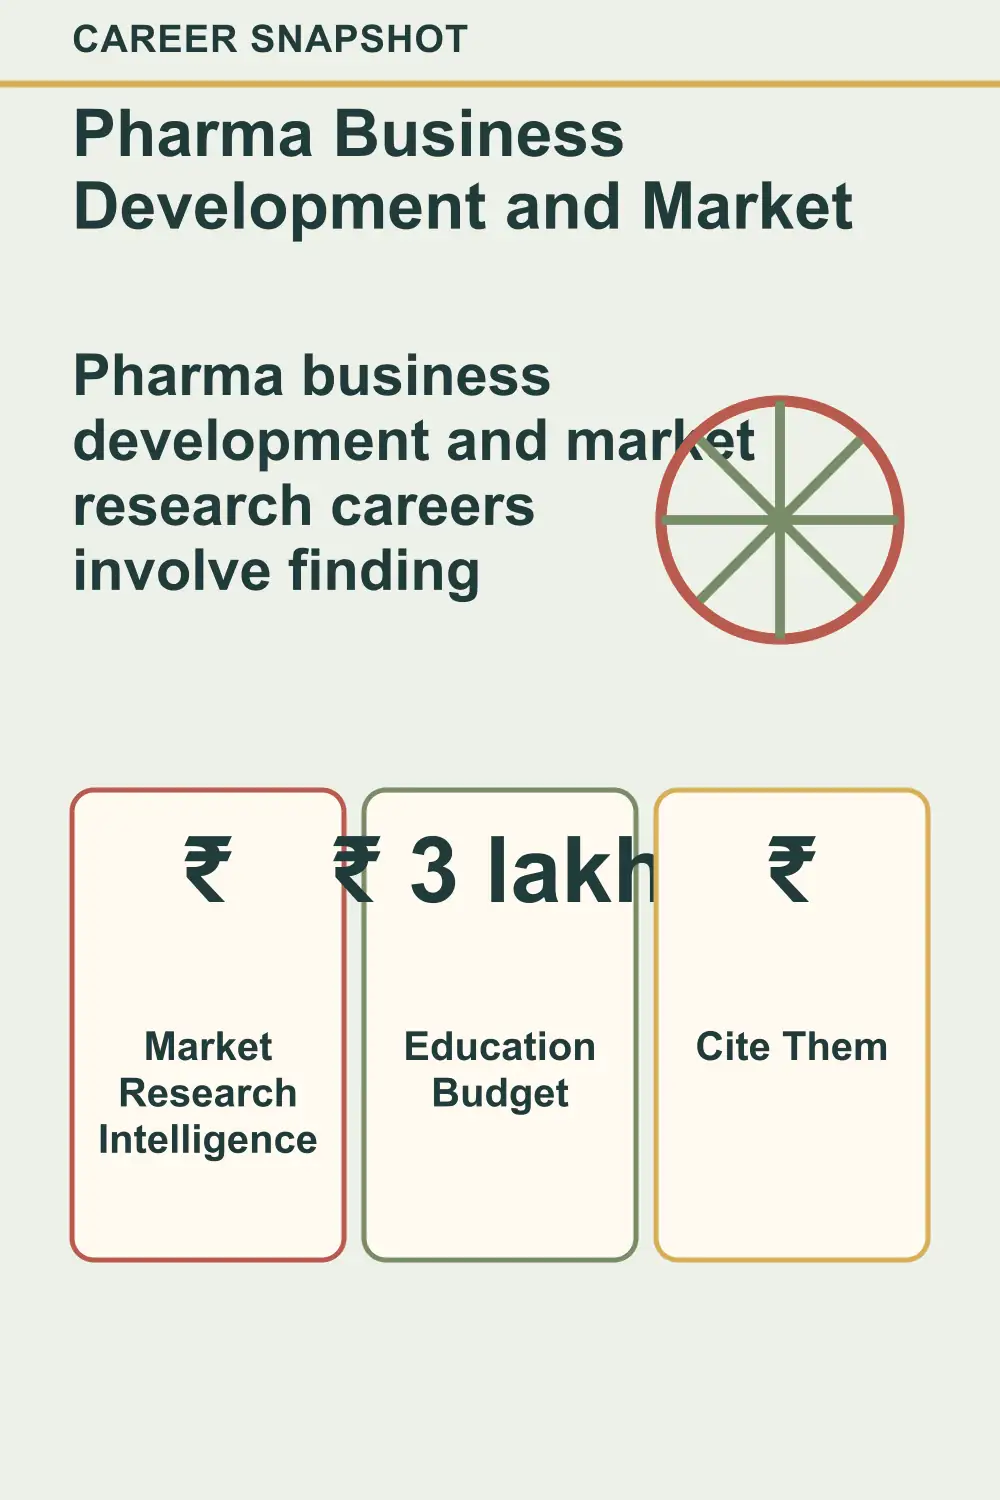 CAREER SNAPSHOT
Pharma Business
Development and Market
Pharma business
development and market
research careers
involve finding
₹
Market
Research
Intelligence
₹ 3 lakh
Education
Budget
₹
Cite Them